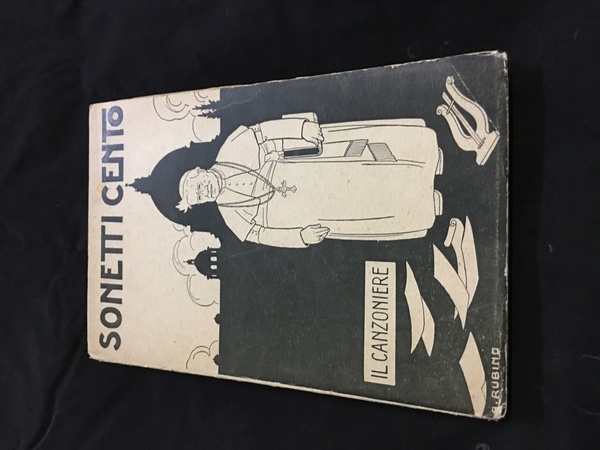 SONETTI CENTO
IL CANZONIERE
A. RUBINO